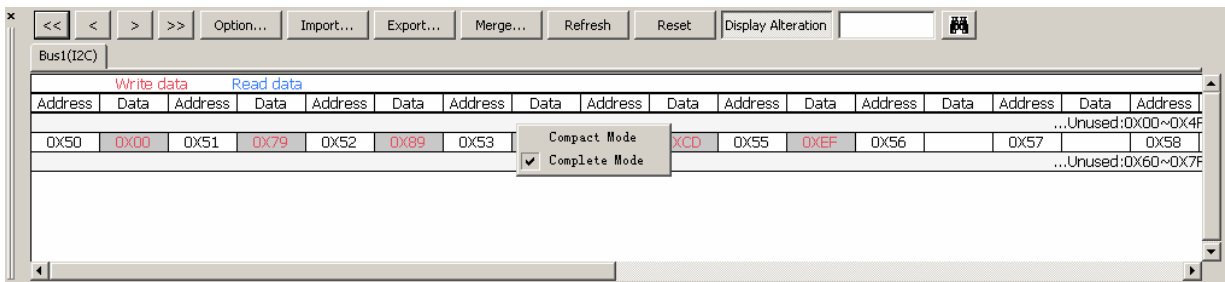 << < > >> Option... Import... Export... Merge... Refresh Reset Display Alteration
Bus1(I2C)
Write data Read data
Address Data Address Data Address Data Address Data Address Data Address Data Address Data Address Data Address
...Unused:0X00~0X4F
0X50 0X00 0X51 0X79 0X52 0X89 0X53 XCD 0X55 0XEF 0X56 0X57 0X58
Compact Mode
Complete Mode
...Unused:0X60~0X7F